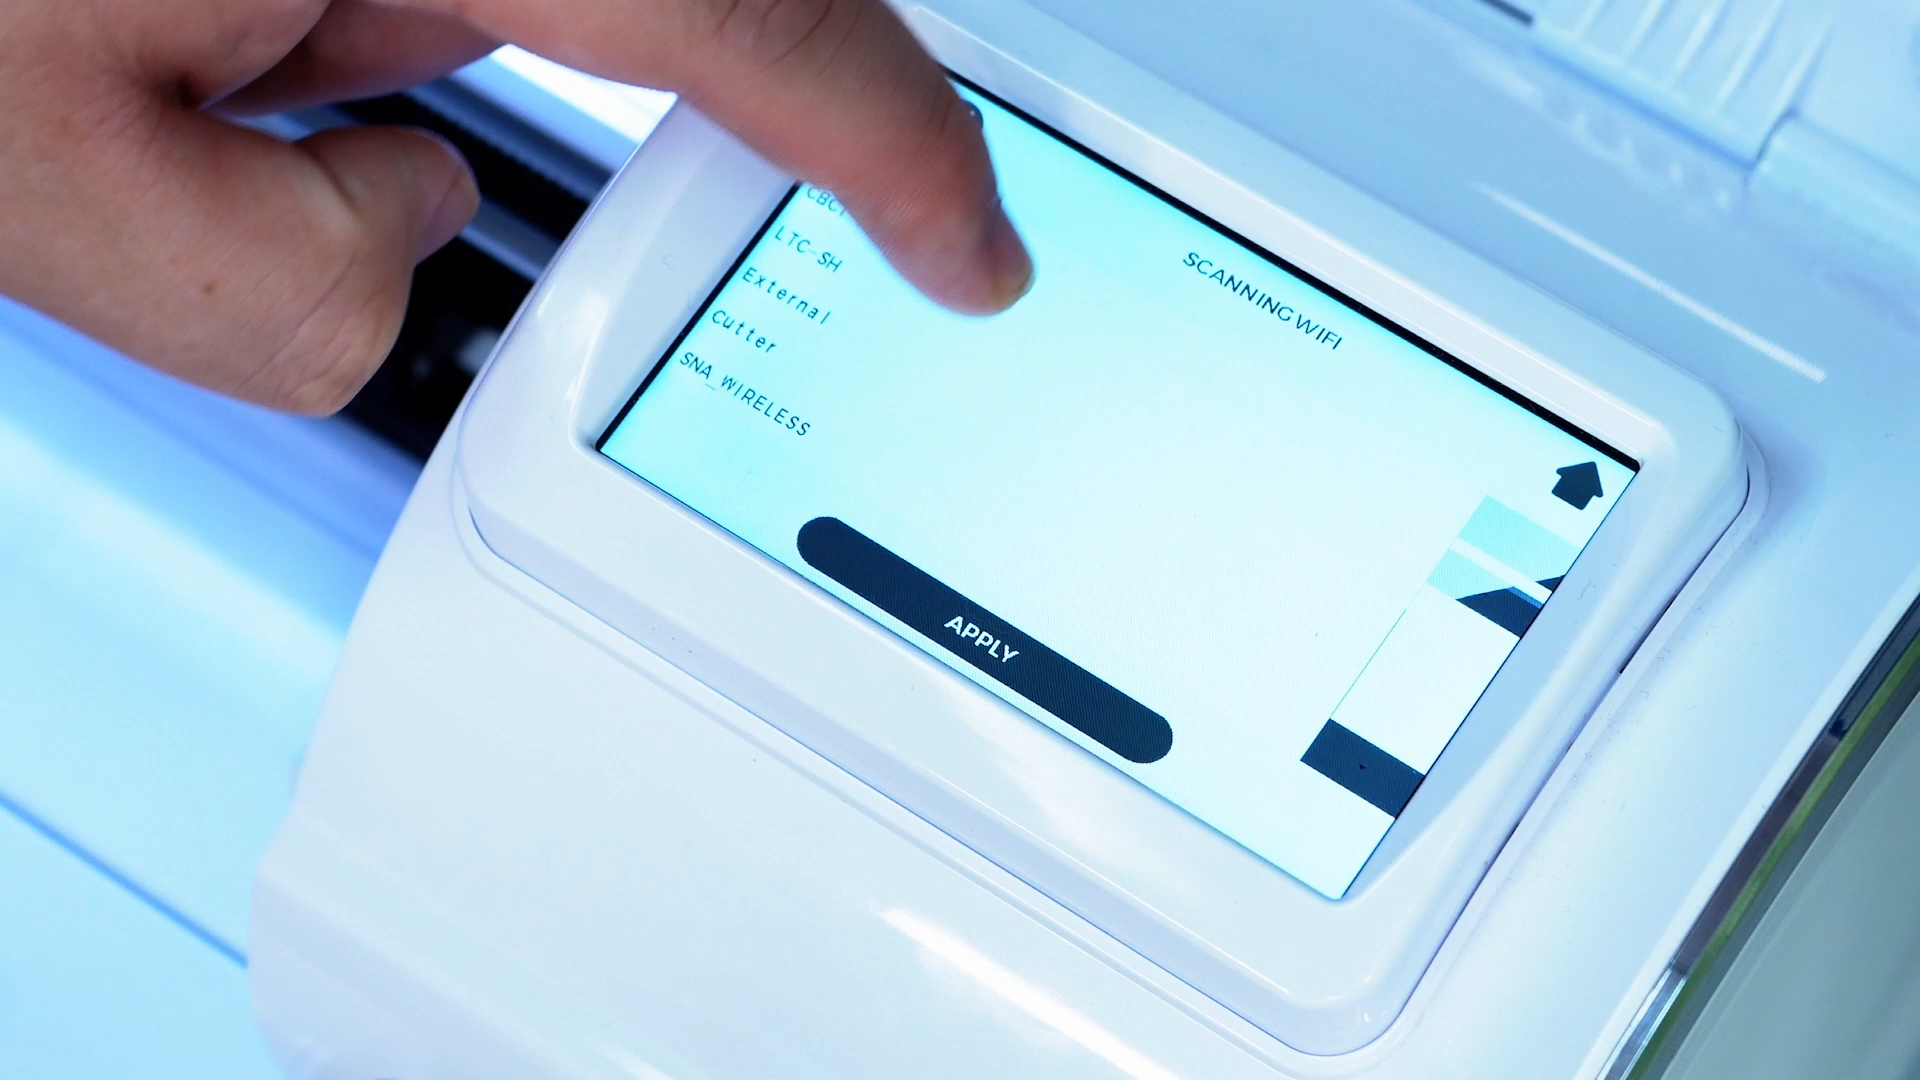 SCANNING WIFI
LTC-SH
External
Cutter
SNA_WIRELESS
APPLY